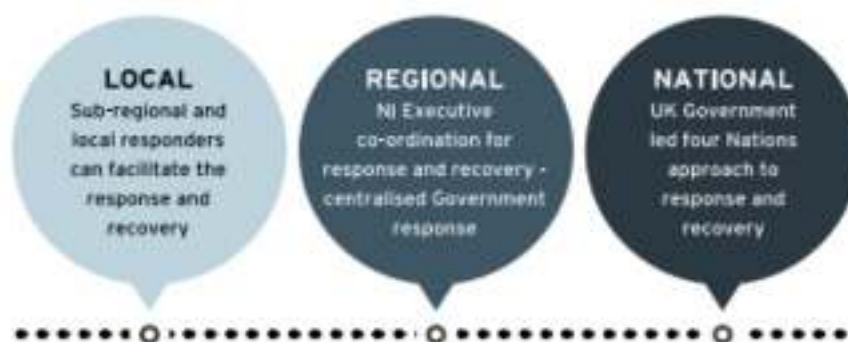 LOCAL
Sub-regional and
local responders
can facilitate the
response and
recovery
REGIONAL
NI Executive
co-ordination for
response and recovery -
centralised Government
response
NATIONAL
UK Government
led four Nations
approach to
response and
recovery